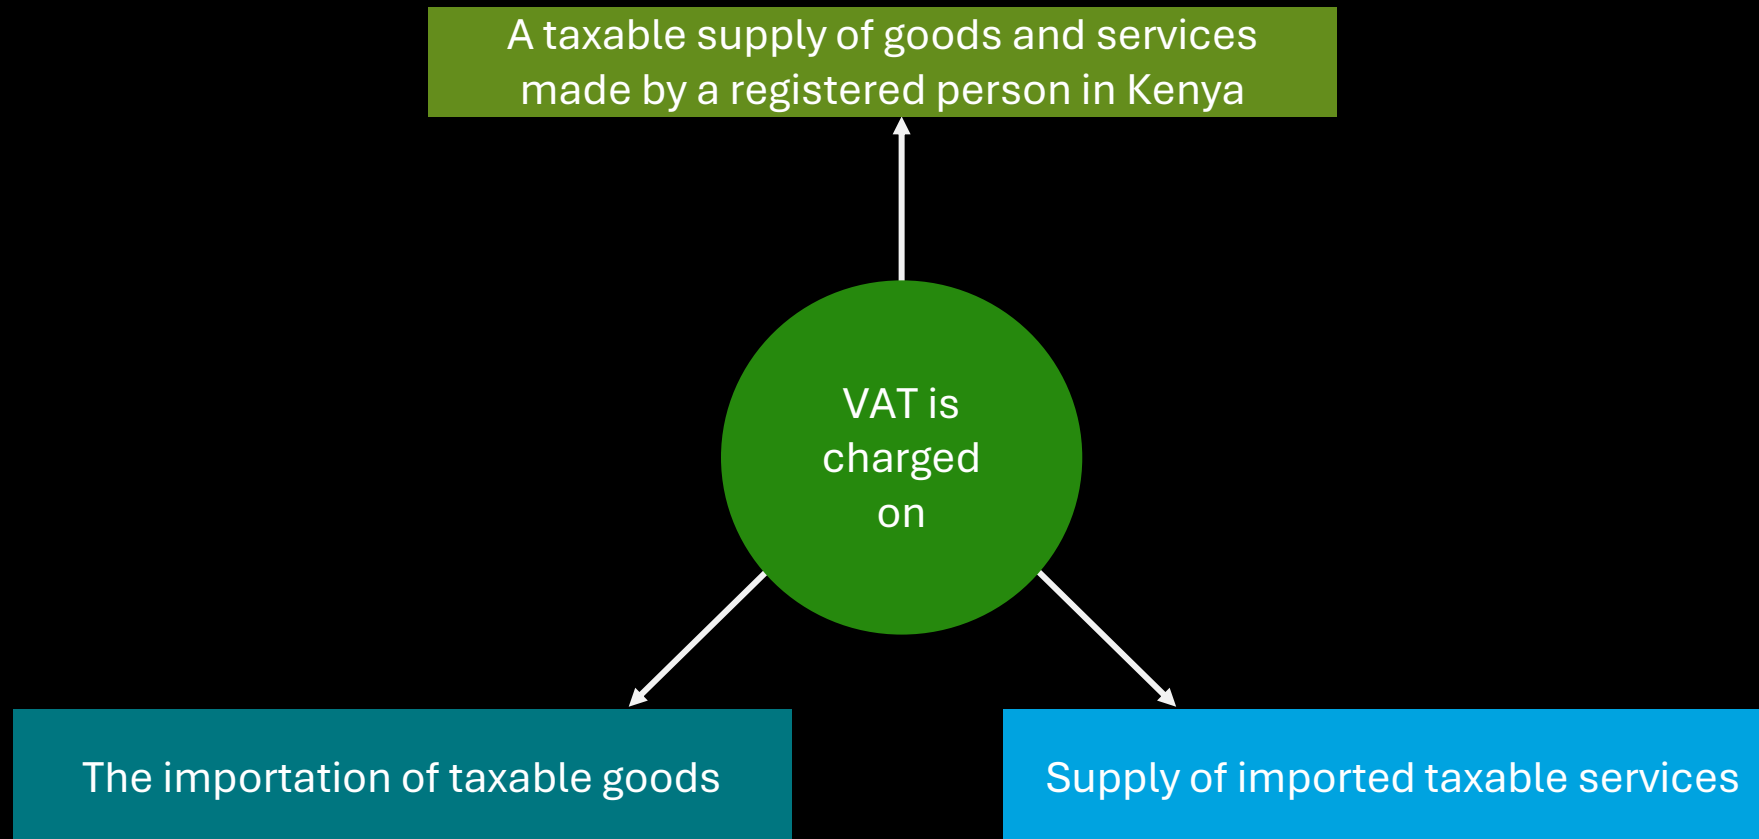 A taxable supply of goods and services
made by a registered person in Kenya
VAT is
charged
on
The importation of taxable goods
Supply of imported taxable services